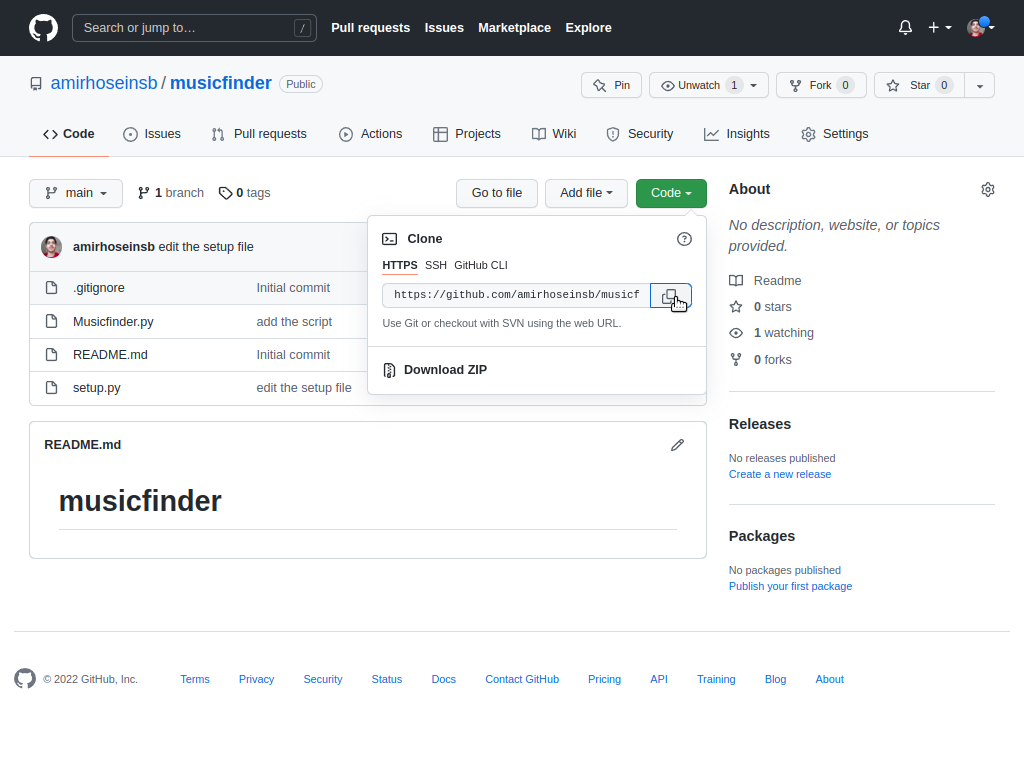 Search or jump to… /
Pull requests Issues Marketplace Explore
amirhoseinsb / musicfinder Public
Pin Unwatch 1 Fork 0 Star 0
Code Issues Pull requests Actions Projects Wiki Security Insights Settings
main 1 branch 0 tags Go to file Add file Code
amirhoseinsb edit the setup file
.gitignore Initial commit
Musicfinder.py add the script
README.md Initial commit
setup.py edit the setup file
Clone
HTTPS SSH GitHub CLI
https://github.com/amirhoseinsb/musicf
Use Git or checkout with SVN using the web URL.
Download ZIP
README.md
musicfinder
About
No description, website, or topics
provided.
Readme
0 stars
1 watching
0 forks
Releases
No releases published
Create a new release
Packages
No packages published
Publish your first package
© 2022 GitHub, Inc. Terms Privacy Security Status Docs Contact GitHub Pricing API Training Blog About